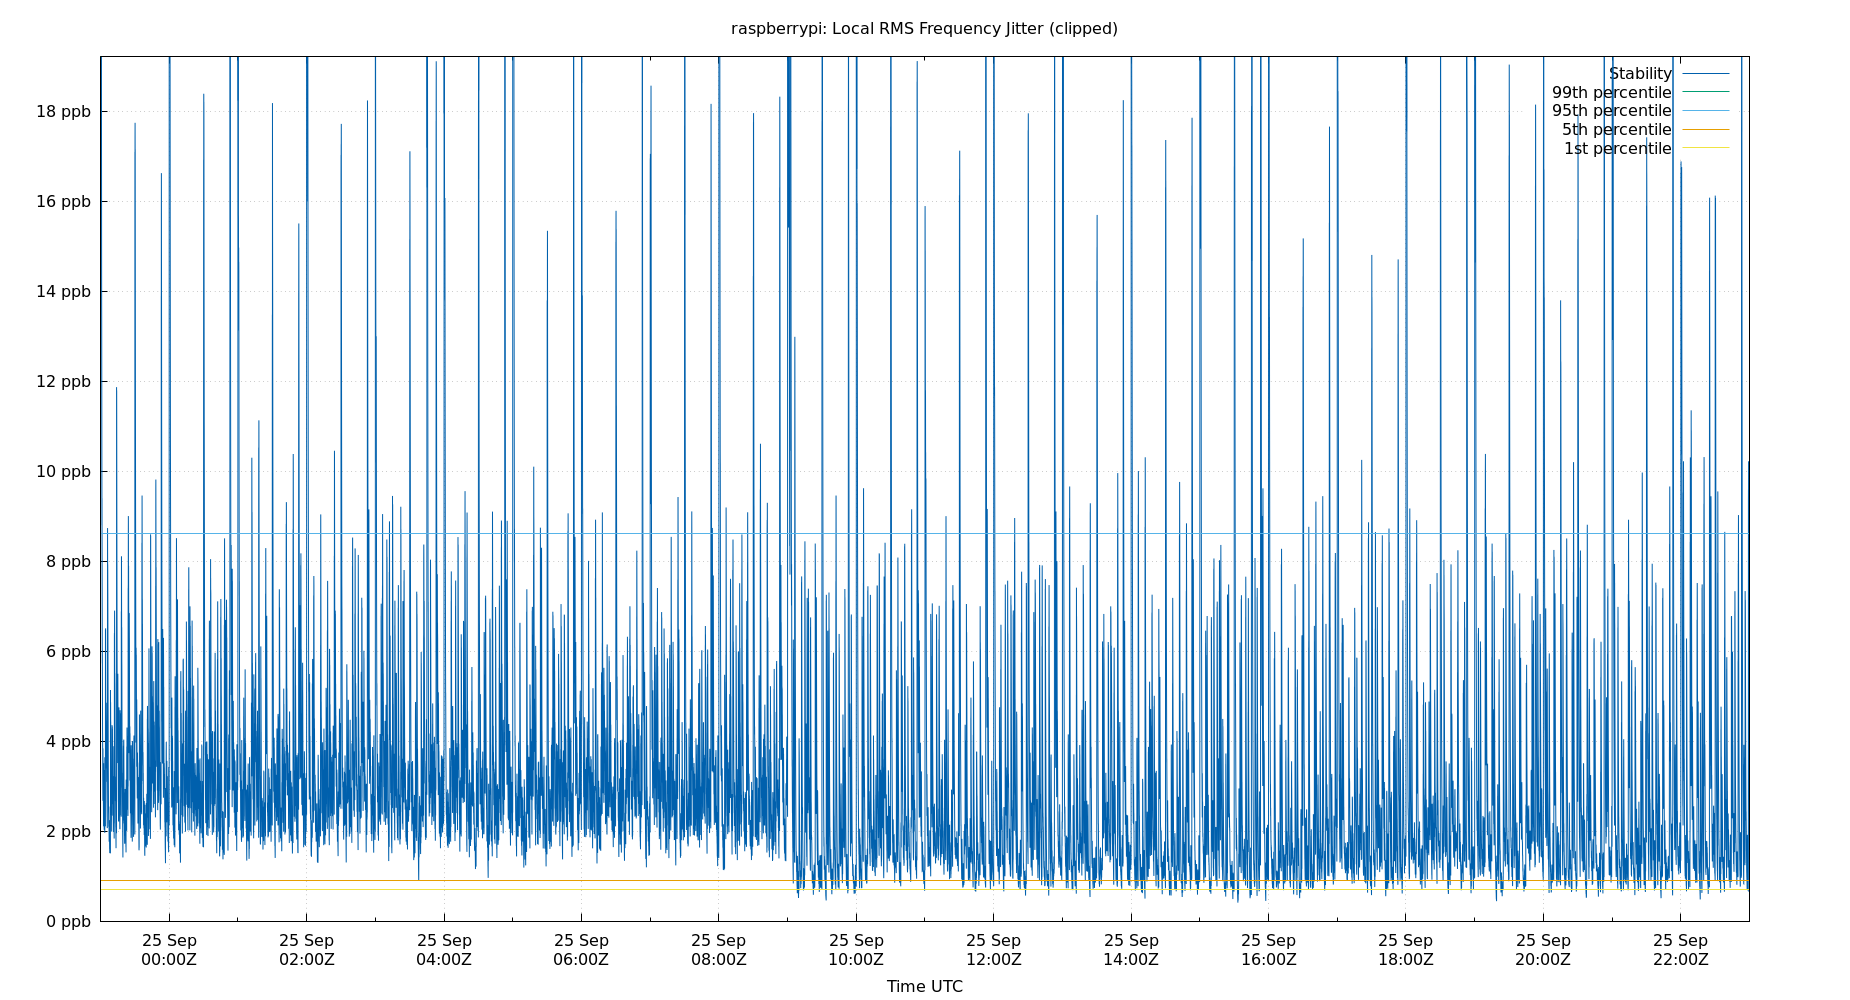 raspberrypi: Local RMS Frequency Jitter (clipped)
Stability
99th percentile
95th percentile
5th percentile
1st percentile
18 ppb
16 ppb
14 ppb
12 ppb
10 ppb
8 ppb
6 ppb
4 ppb
2 ppb
0 ppb
25 Sep 25 Sep 25 Sep 25 Sep 25 Sep 25 Sep 25 Sep 25 Sep 25 Sep 25 Sep 25 Sep 25 Sep
00:00Z 02:00Z 04:00Z 06:00Z 08:00Z 10:00Z 12:00Z 14:00Z 16:00Z 18:00Z 20:00Z 22:00Z
Time UTC